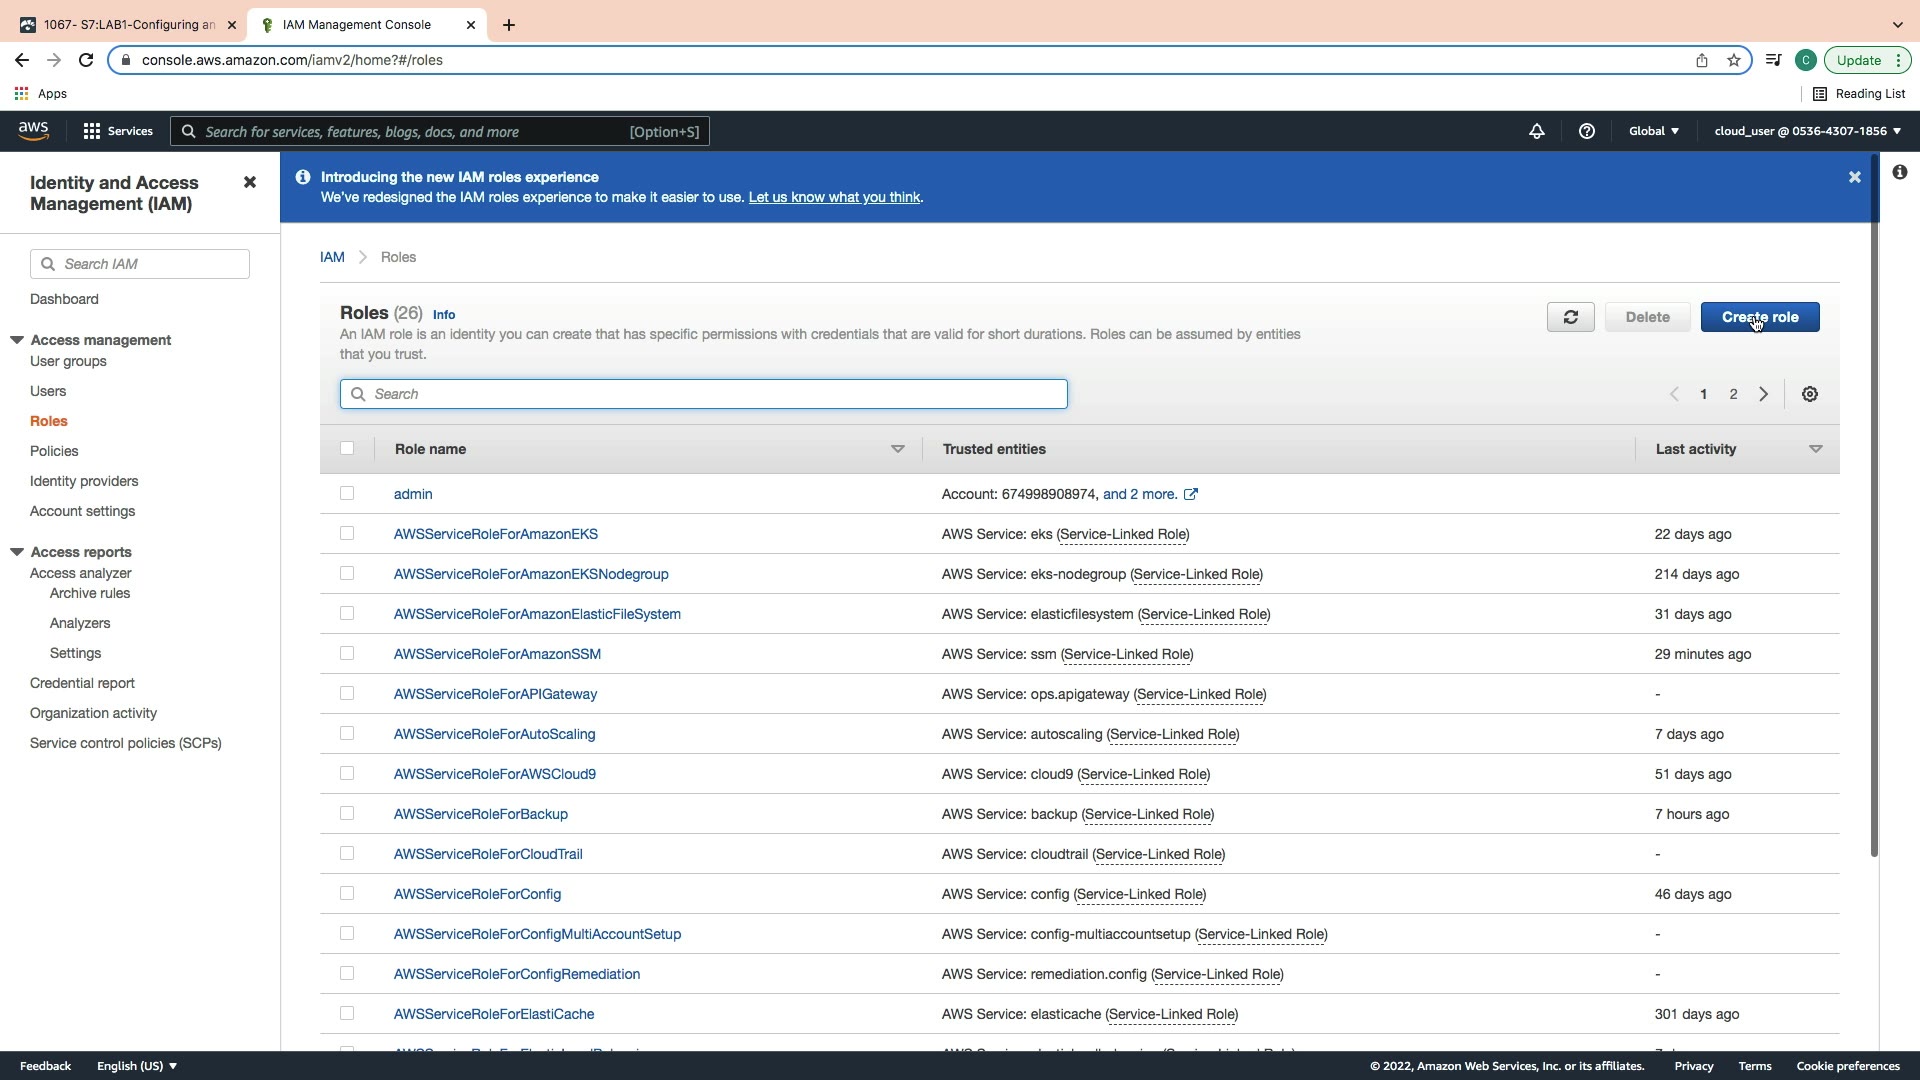 1067- S7:LAB1-Configuring an
IAM Management Console
console.aws.amazon.com/iamv2/home?#/roles
C
Update
Apps
Reading List
aws
Services
Search for services, features, blogs, docs, and more
[Option+S]
Global
cloud_user @ 0536-4307-1856
Identity and Access
Management (IAM)
Search IAM
Dashboard
Access management
User groups
Users
Roles
Policies
Identity providers
Account settings
Access reports
Access analyzer
Archive rules
Analyzers
Settings
Credential report
Organization activity
Service control policies (SCPs)
Introducing the new IAM roles experience
We've redesigned the IAM roles experience to make it easier to use. Let us know what you think.
IAM
Roles
Roles (26) Info
An IAM role is an identity you can create that has specific permissions with credentials that are valid for short durations. Roles can be assumed by entities
that you trust.
Delete
Create role
Search
1 2
Role name Trusted entities Last activity
admin Account: 674998908974, and 2 more.
AWSServiceRoleForAmazonEKS AWS Service: eks (Service-Linked Role) 22 days ago
AWSServiceRoleForAmazonEKSNodegroup AWS Service: eks-nodegroup (Service-Linked Role) 214 days ago
AWSServiceRoleForAmazonElasticFileSystem AWS Service: elasticfilesystem (Service-Linked Role) 31 days ago
AWSServiceRoleForAmazonSSM AWS Service: ssm (Service-Linked Role) 29 minutes ago
AWSServiceRoleForAPIGateway AWS Service: ops.apigateway (Service-Linked Role) -
AWSServiceRoleForAutoScaling AWS Service: autoscaling (Service-Linked Role) 7 days ago
AWSServiceRoleForAWSCloud9 AWS Service: cloud9 (Service-Linked Role) 51 days ago
AWSServiceRoleForBackup AWS Service: backup (Service-Linked Role) 7 hours ago
AWSServiceRoleForCloudTrail AWS Service: cloudtrail (Service-Linked Role) -
AWSServiceRoleForConfig AWS Service: config (Service-Linked Role) 46 days ago
AWSServiceRoleForConfigMultiAccountSetup AWS Service: config-multiaccountsetup (Service-Linked Role) -
AWSServiceRoleForConfigRemediation AWS Service: remediation.config (Service-Linked Role) -
AWSServiceRoleForElastiCache AWS Service: elasticache (Service-Linked Role) 301 days ago
Feedback
English (US)
© 2022, Amazon Web Services, Inc. or its affiliates.
Privacy
Terms
Cookie preferences